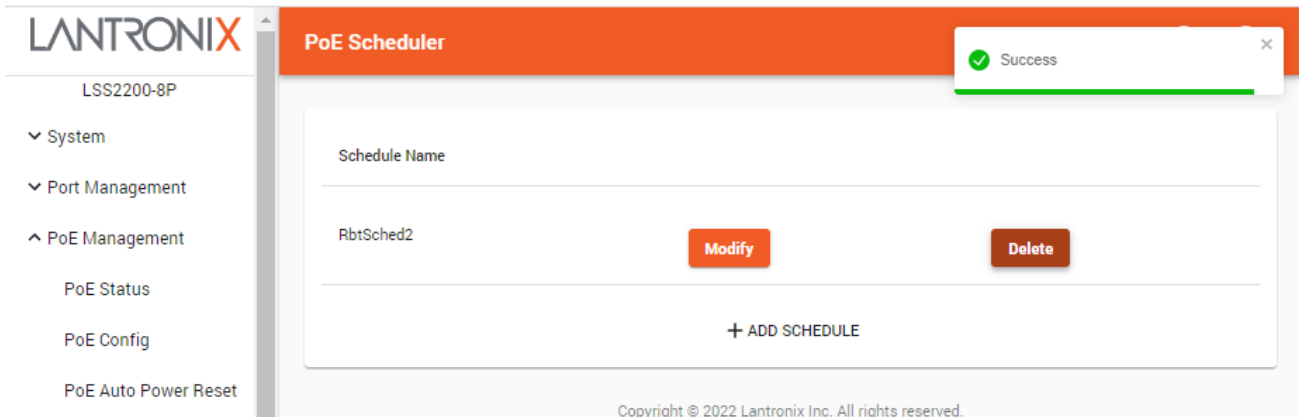 LANTRONIX
LSS2200-8P
System
Port Management
PoE Management
PoE Status
PoE Config
PoE Auto Power Reset
PoE Scheduler
Success
Schedule Name
RbtSched2
Modify
Delete
+ ADD SCHEDULE
Copyright © 2022 Lantronix Inc. All rights reserved.